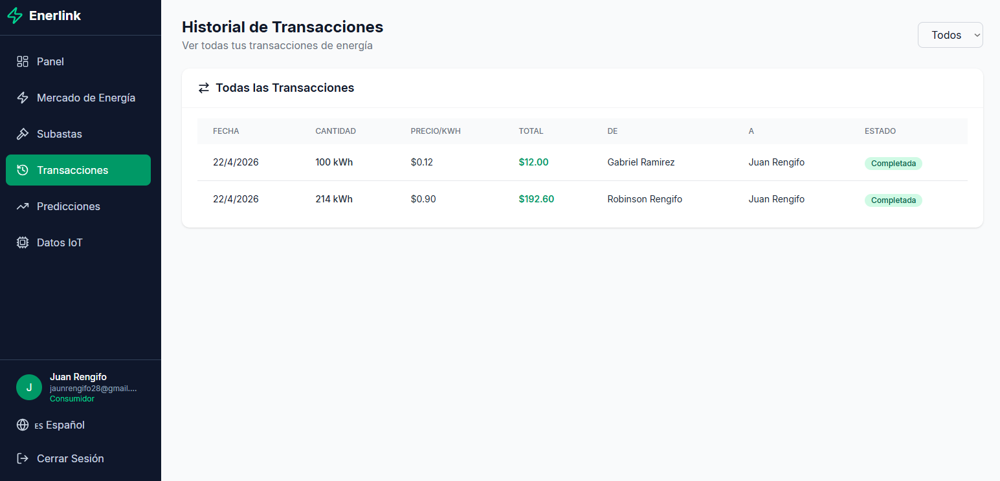 Enerlink
Panel
Mercado de Energía
Subastas
Transacciones
Predicciones
Datos IoT
J
Juan Rengifo
jaunrengifo28@gmail....
Consumidor
ES Español
Cerrar Sesión
Historial de Transacciones
Ver todas tus transacciones de energía
Todos
Todas las Transacciones
FECHA CANTIDAD PRECIO/KWH TOTAL DE A ESTADO
22/4/2026 100 kWh $0.12 $12.00 Gabriel Ramirez Juan Rengifo Completada
22/4/2026 214 kWh $0.90 $192.60 Robinson Rengifo Juan Rengifo Completada